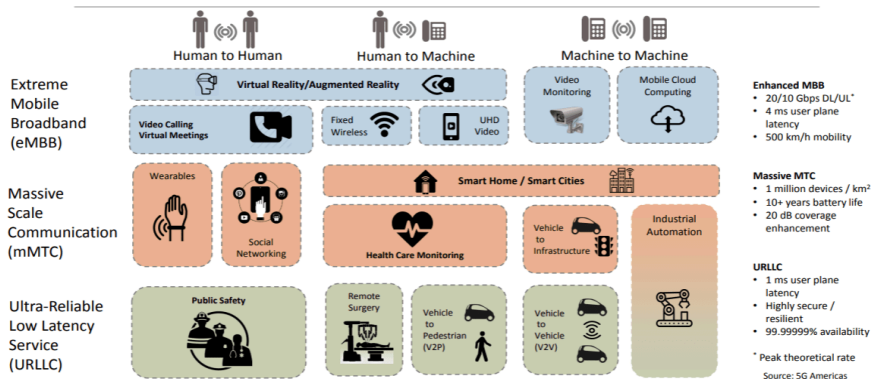 Human to Human
Human to Machine
Machine to Machine
Extreme
Mobile
Broadband
(eMBB)
Virtual Reality/Augmented Reality
Video Calling
Virtual Meetings
Fixed
Wireless
UHD
Video
Video
Monitoring
Mobile Cloud
Computing
Enhanced MBB
• 20/10 Gbps DL/UL*
• 4 ms user plane
latency
• 500 km/h mobility
Massive
Scale
Communication
(mMTC)
Wearables
Social
Networking
Smart Home / Smart Cities
Health Care Monitoring
Vehicle
to
Infrastructure
Industrial
Automation
Massive MTC
• 1 million devices / km²
• 10+ years battery life
• 20 dB coverage
enhancement
Ultra-Reliable
Low Latency
Service
(URLLC)
Public Safety
Remote
Surgery
Vehicle
to
Pedestrian
(V2P)
Vehicle
to
Vehicle
(V2V)
URLLC
• 1 ms user plane
latency
• Highly secure /
resilient
• 99.99999% availability
* Peak theoretical rate
Source: 5G Americas